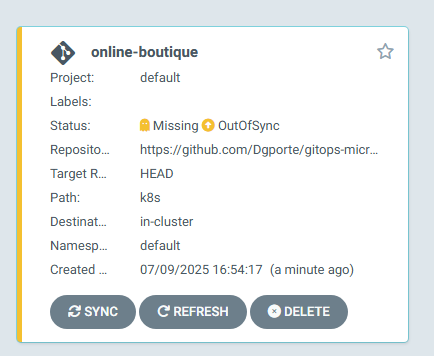 online-boutique
Project: default
Labels:
Status: Missing OutOfSync
Reposito... https://github.com/Dgporte/gitops-micr...
Target R... HEAD
Path: k8s
Destinat... in-cluster
Namesp... default
Created ... 07/09/2025 16:54:17 (a minute ago)
SYNC REFRESH DELETE